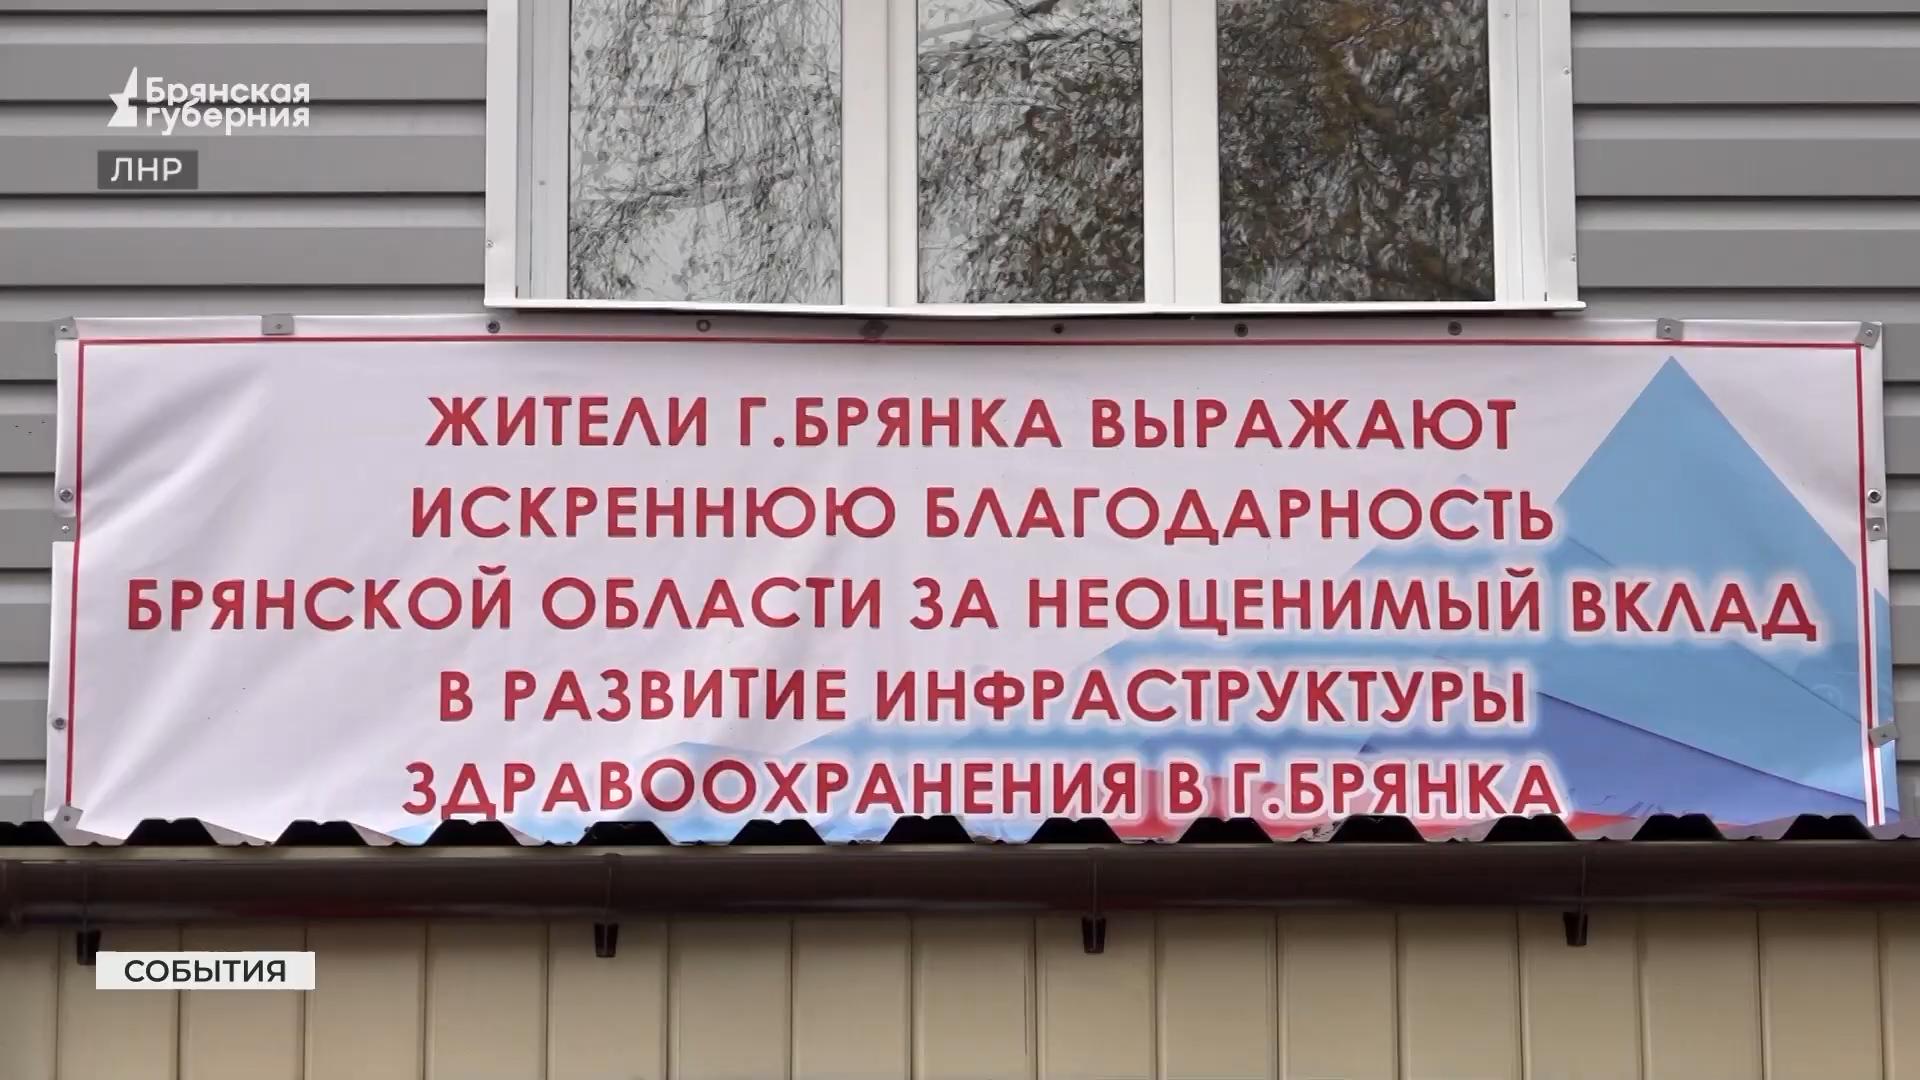 Брянская
губерния
ЛНР
ЖИТЕЛИ Г.БРЯНКА ВЫРАЖАЮТ
ИСКРЕННЮЮ БЛАГОДАРНОСТЬ
БРЯНСКОЙ ОБЛАСТИ ЗА НЕОЦЕНИМЫЙ ВКЛАД
В РАЗВИТИЕ ИНФРАСТРУКТУРЫ
ЗДРАВООХРАНЕНИЯ В Г.БРЯНКА
СОБЫТИЯ